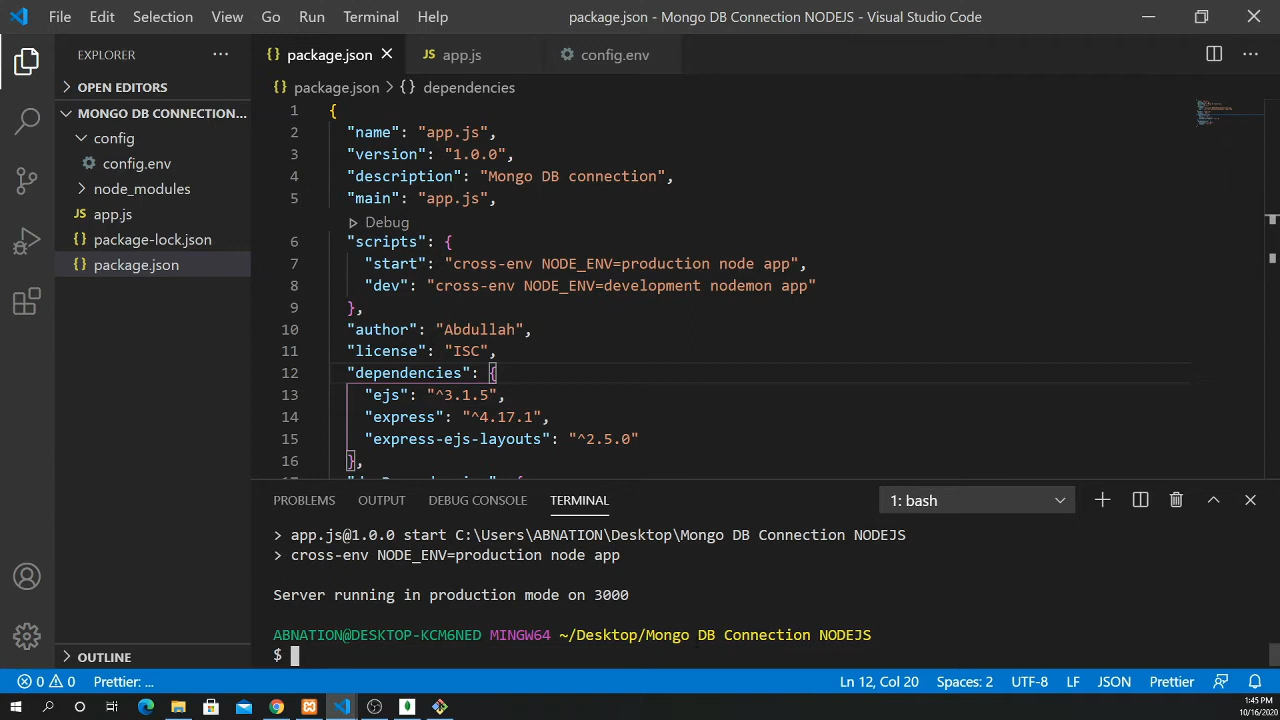 File Edit Selection View Go Run Terminal Help package.json - Mongo DB Connection NODEJS - Visual Studio Code
EXPLORER ···
{} package.json JS app.js config.env ···
OPEN EDITORS
MONGO DB CONNECTION...
config
config.env
node_modules
JS app.js
{} package-lock.json
{} package.json
OUTLINE
{} package.json > {} dependencies
1 {
2 "name": "app.js",
3 "version": "1.0.0",
4 "description": "Mongo DB connection",
5 "main": "app.js",
Debug
6 "scripts": {
7 "start": "cross-env NODE_ENV=production node app",
8 "dev": "cross-env NODE_ENV=development nodemon app"
9 },
10 "author": "Abdullah",
11 "license": "ISC",
12 "dependencies": {
13 "ejs": "^3.1.5",
14 "express": "^4.17.1",
15 "express-ejs-layouts": "^2.5.0"
16 },
PROBLEMS OUTPUT DEBUG CONSOLE TERMINAL 1: bash
> app.js@1.0.0 start C:\Users\ABNATION\Desktop\Mongo DB Connection NODEJS
> cross-env NODE_ENV=production node app
Server running in production mode on 3000
ABNATION@DESKTOP-KCM6NED MINGW64 ~/Desktop/Mongo DB Connection NODEJS
$
0 0 Prettier: ... Ln 12, Col 20 Spaces: 2 UTF-8 LF JSON Prettier
1:45 PM
10/16/2020